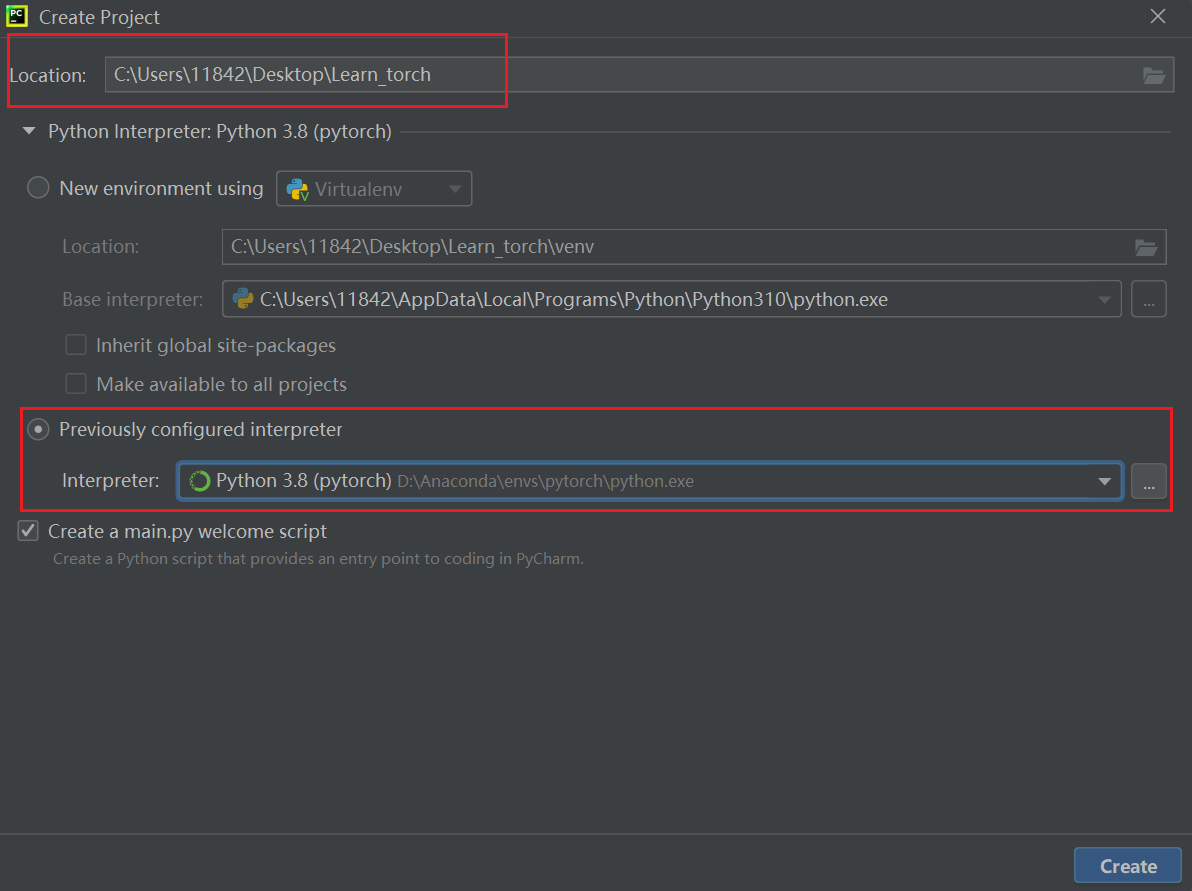 PC
Create Project
Location: C:\Users\11842\Desktop\Learn_torch
Python Interpreter: Python 3.8 (pytorch)
New environment using Virtualenv
Location: C:\Users\11842\Desktop\Learn_torch\venv
Base interpreter: C:\Users\11842\AppData\Local\Programs\Python\Python310\python.exe ...
Inherit global site-packages
Make available to all projects
Previously configured interpreter
Interpreter: Python 3.8 (pytorch) D:\Anaconda\envs\pytorch\python.exe ...
Create a main.py welcome script
Create a Python script that provides an entry point to coding in PyCharm.
Create